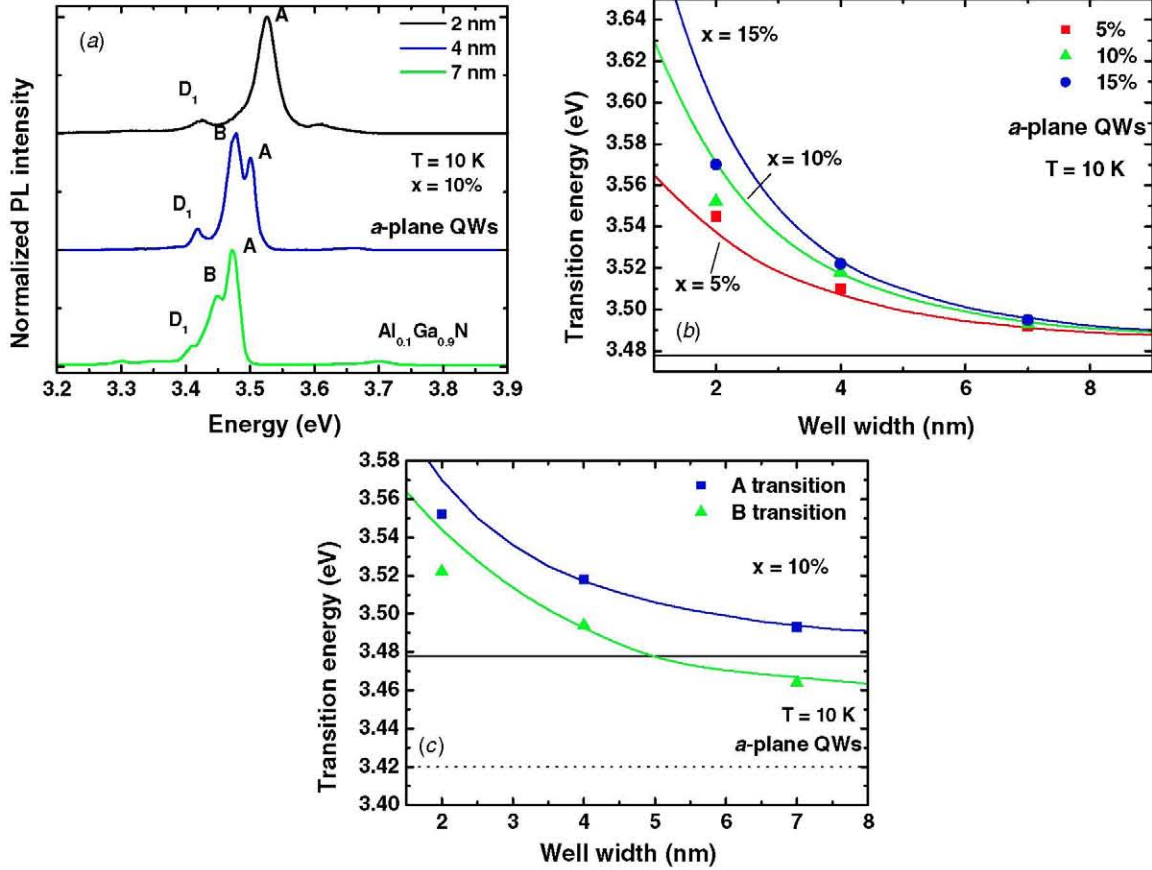 Normalized PL intensity
(a)
A
2 nm
4 nm
7 nm
D1
B
A
T = 10 K
x = 10%
D1
a-plane QWs
A
B
D1
Al0.1Ga0.9N
3.2 3.3 3.4 3.5 3.6 3.7 3.8 3.9
Energy (eV)
Transition energy (eV)
3.64
3.62
3.60
3.58
3.56
3.54
3.52
3.50
3.48
x = 15%
5%
10%
15%
a-plane QWs
x = 10%
T = 10 K
x = 5%
(b)
2 4 6 8
Well width (nm)
Transition energy (eV)
3.58
3.56
3.54
3.52
3.50
3.48
3.46
3.44
3.42
3.40
A transition
B transition
x = 10%
T = 10 K
(c)
a-plane QWs
2 3 4 5 6 7 8
Well width (nm)